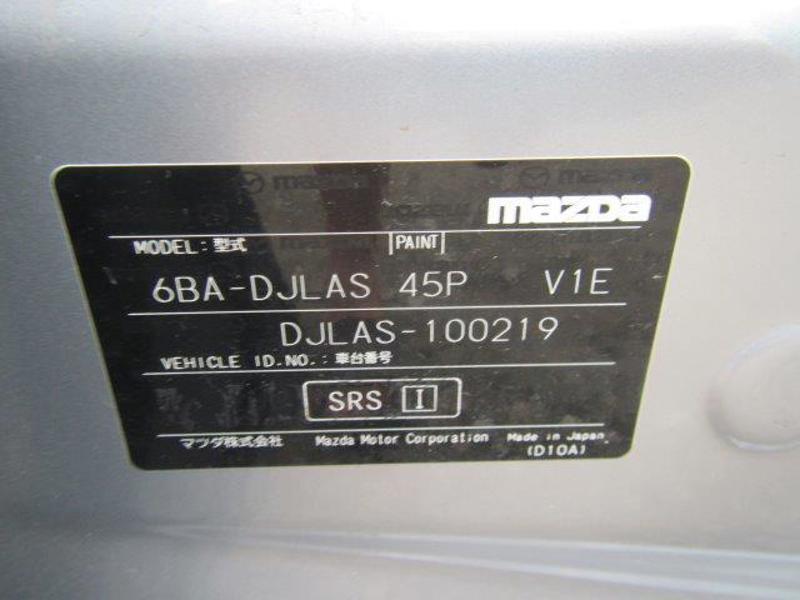 mazda
MODEL:型式 PAINT
6BA-DJLAS 45P V1E
DJLAS-100219
VEHICLE ID.NO.:車台番号
SRS I
マツダ株式会社 Mazda Motor Corporation Made in Japan
(D10A)